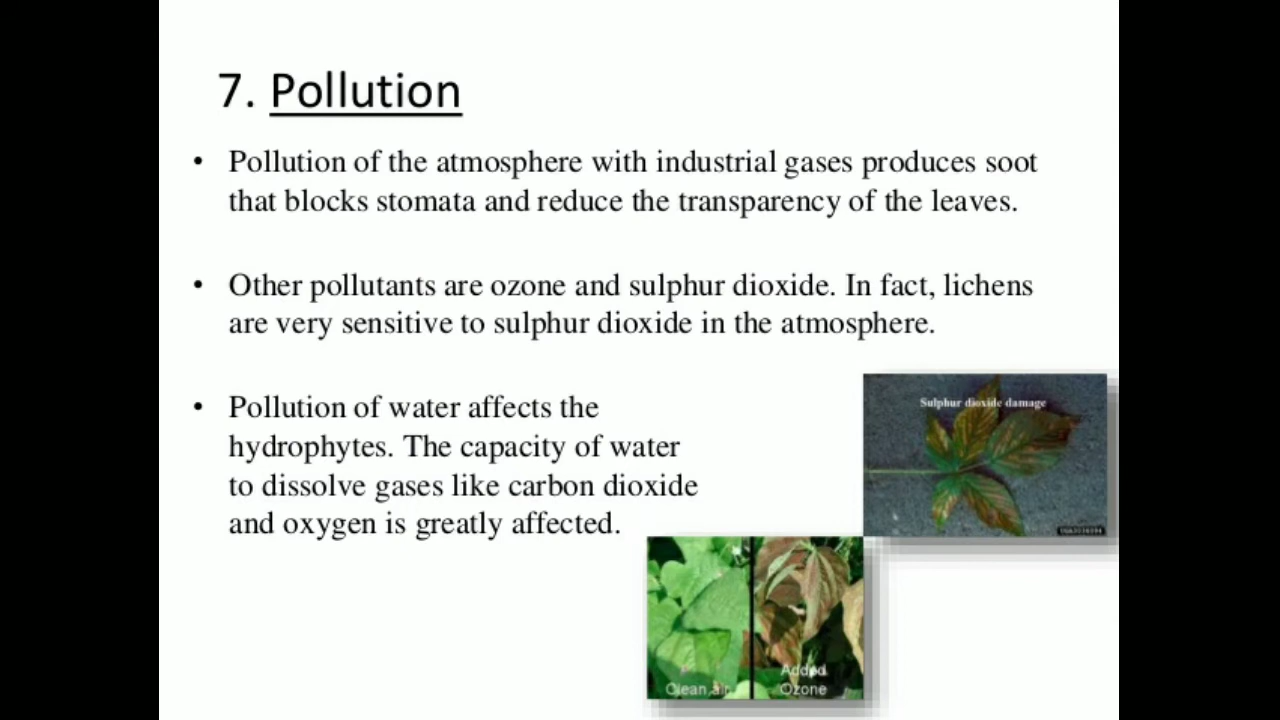 7. Pollution
• Pollution of the atmosphere with industrial gases produces soot
that blocks stomata and reduce the transparency of the leaves.
• Other pollutants are ozone and sulphur dioxide. In fact, lichens
are very sensitive to sulphur dioxide in the atmosphere.
• Pollution of water affects the
hydrophytes. The capacity of water
to dissolve gases like carbon dioxide
and oxygen is greatly affected.
Sulphur dioxide damage
Clean air
Added
Ozone